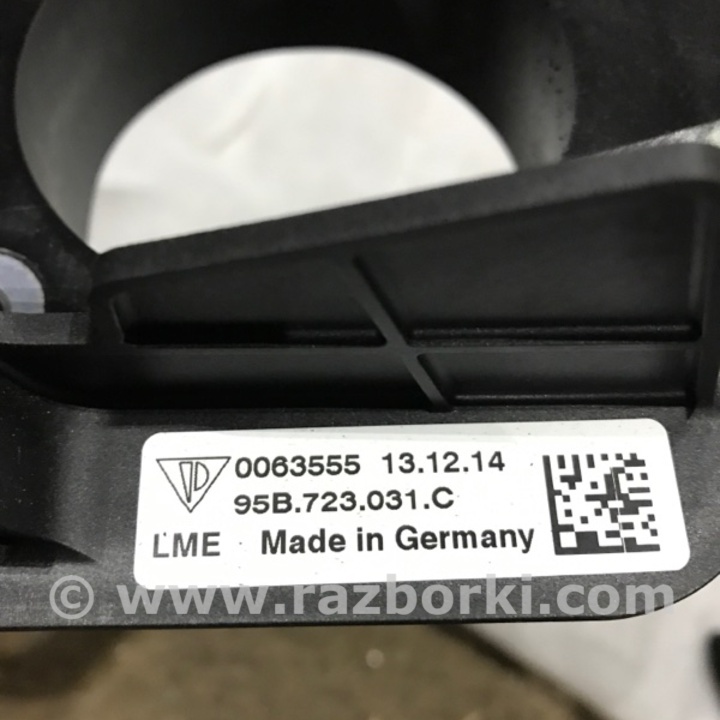 0063555 13.12.14
95B.723.031.C
LME Made in Germany
© www.razborki.com